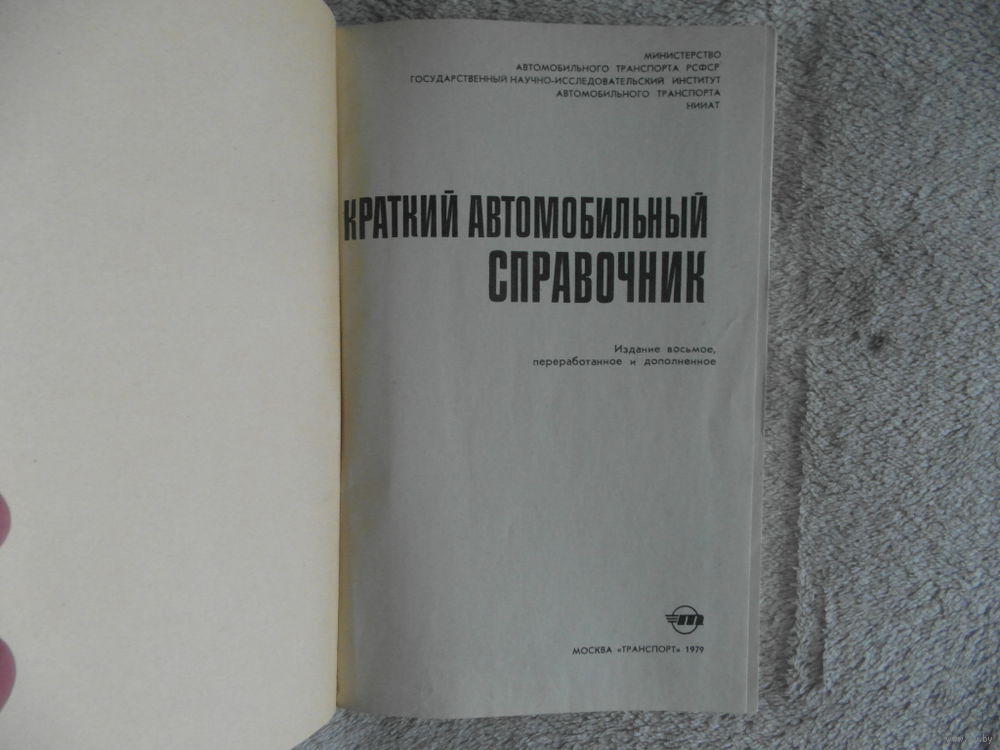 МИНИСТЕРСТВО
АВТОМОБИЛЬНОГО ТРАНСПОРТА РСФСР
ГОСУДАРСТВЕННЫЙ НАУЧНО-ИССЛЕДОВАТЕЛЬСКИЙ ИНСТИТУТ
АВТОМОБИЛЬНОГО ТРАНСПОРТА
НИИАТ
КРАТКИЙ АВТОМОБИЛЬНЫЙ
СПРАВОЧНИК
Издание восьмое,
переработанное и дополненное
МОСКВА «ТРАНСПОРТ» 1979